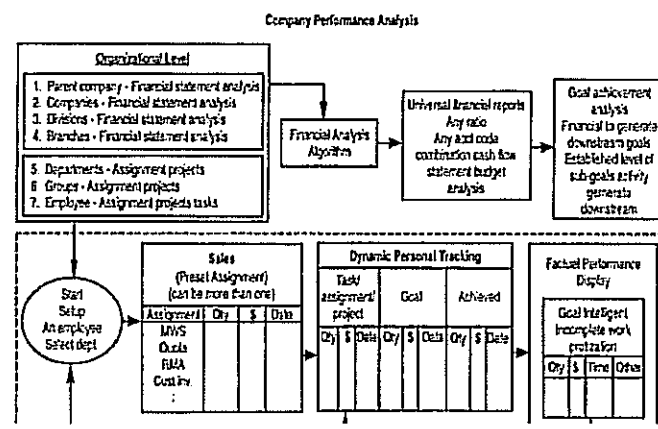 Company Performance Analysis
Organizational Level
1. Parent company - Financial statement analysis
2. Companies - Financial statement analysis
3. Divisions - Financial statement analysis
4. Branches - Financial statement analysis
5. Departments - Assignment projects
6 Groups - Assignment projects
7. Employee - Assignment projects tasks
Financial Analysis
Algorithm
Universal financial reports
Any ratio
Any acct code
combination cash flow
statement budget
analysis
Goal achievement
analysis
Financial to generate
downstream goals
Established level of
sub-goals activity
generate
downstream
Start
Setup
An employee
Select dept
Sales
(Preset Assignment)
(can be more than one)
Assignment Qty $ Date
MWS
Quota
RMA
Cust inv.
:
Dynamic Personal Tracking
Task/
assignment/
project
Goal
Achieved
Qty $ Date Qty $ Date Qty $ Date
Factual Performance
Display
Goal Intelligent
Incomplete work
Qty $ Time Other